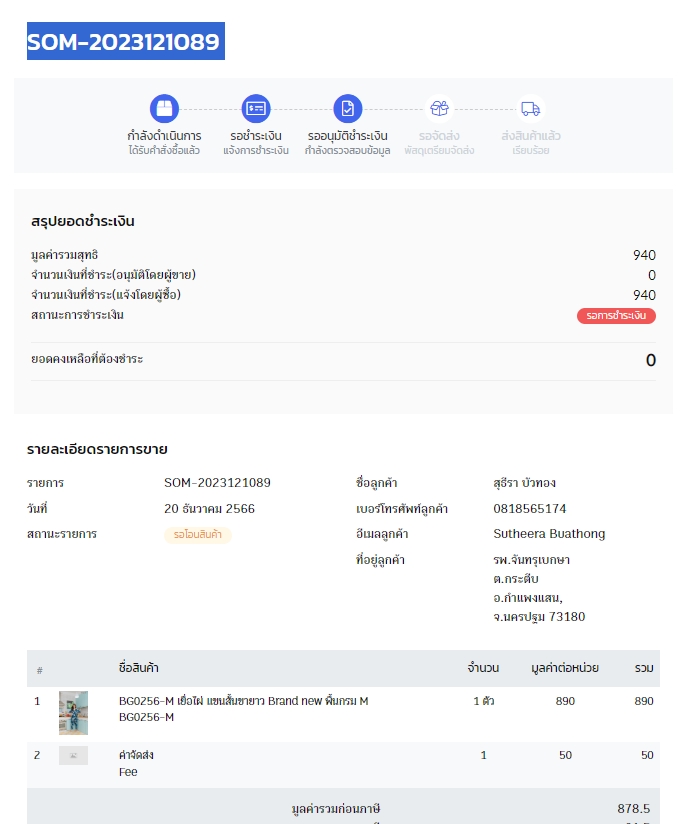 SOM-2023121089
กำลังดำเนินการ
ได้รับคำสั่งซื้อแล้ว
รอชำระเงิน
แจ้งการชำระเงิน
รออนุมัติชำระเงิน
กำลังตรวจสอบข้อมูล
รอจัดส่ง
พัสดุเตรียมจัดส่ง
ส่งสินค้าแล้ว
เรียบร้อย
สรุปยอดชำระเงิน
มูลค่ารวมสุทธิ 940
จำนวนเงินที่ชำระ(อนุมัติโดยผู้ขาย) 0
จำนวนเงินที่ชำระ(แจ้งโดยผู้ซื้อ) 940
สถานะการชำระเงิน รอการชำระเงิน
ยอดคงเหลือที่ต้องชำระ 0
รายละเอียดรายการขาย
รายการ SOM-2023121089
วันที่ 20 ธันวาคม 2566
สถานะรายการ รอโอนสินค้า
ชื่อลูกค้า สุธีรา บัวทอง
เบอร์โทรศัพท์ลูกค้า 0818565174
อีเมลลูกค้า Sutheera Buathong
ที่อยู่ลูกค้า รพ.จันทรุเบกษา
ต.กระตีบ
อ.กำแพงแสน,
จ.นครปฐม 73180
# ชื่อสินค้า จำนวน มูลค่าต่อหน่วย รวม
1 BG0256-M เยื่อไผ่ แขนสั้นขายาว Brand new พื้นกรม M 1 ตัว 890 890
BG0256-M
2 ค่าจัดส่ง 1 50 50
Fee
มูลค่ารวมก่อนภาษี 878.5